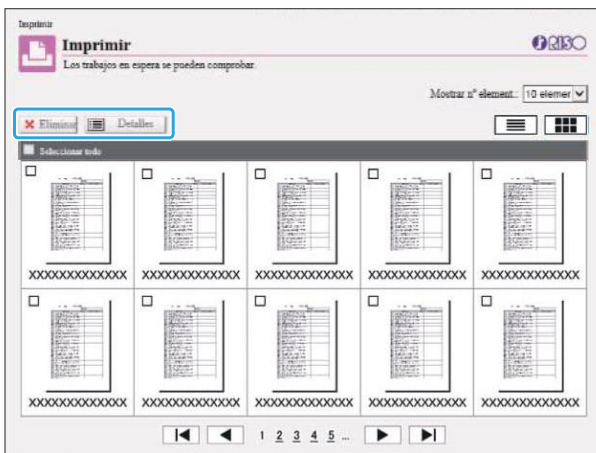 Imprimir
Imprimir
RISO
Los trabajos en espera se pueden comprobar.
Mostrar nº element.: 10 elemer
Eliminar Detalles
Seleccionar todo
XXXXXXXXXXXXX XXXXXXXXXXXXX XXXXXXXXXXXXX XXXXXXXXXXXXX XXXXXXXXXXXXX
XXXXXXXXXXXXX XXXXXXXXXXXXX XXXXXXXXXXXXX XXXXXXXXXXXXX XXXXXXXXXXXXX
1 2 3 4 5 ...